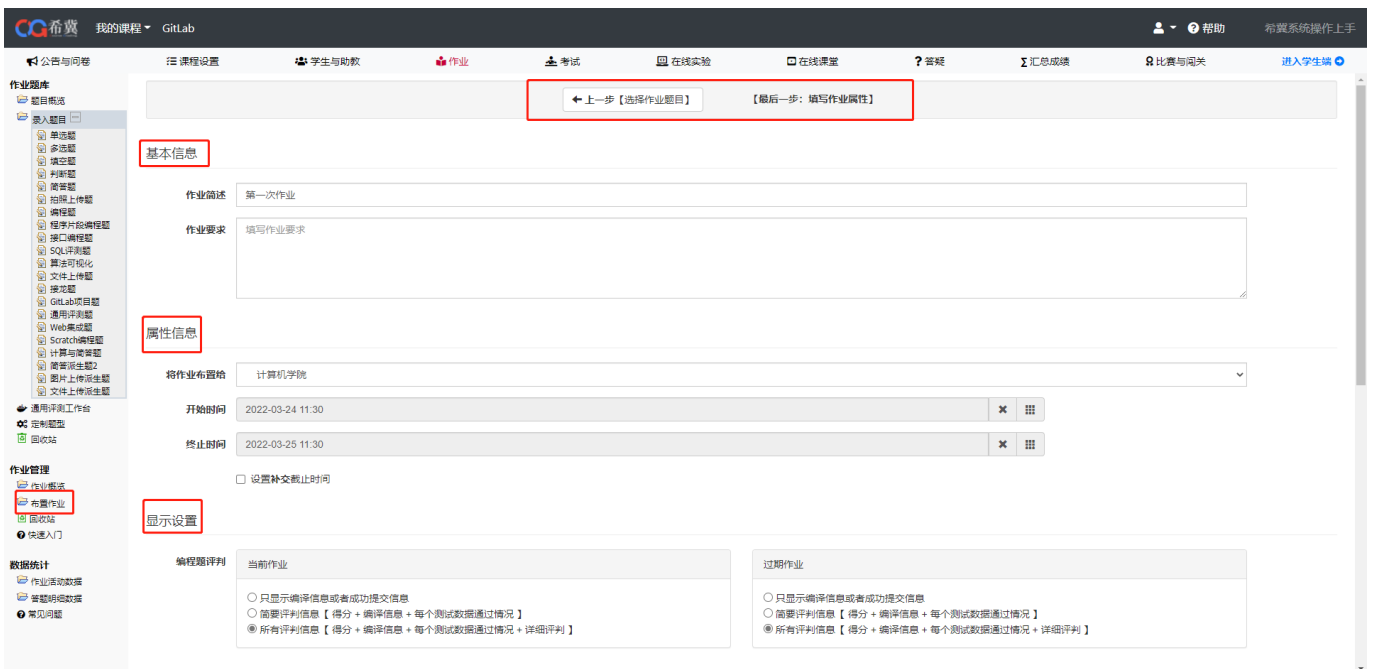 CG希冀 我的课程 GitLab 帮助 希冀系统操作上手
公告与问卷 课程设置 学生与助教 作业 考试 在线实验 在线课堂 答疑 汇总成绩 比赛与闯关 进入学生端
作业题库
题目概览
录入题目
单选题
多选题
填空题
判断题
简答题
拍照上传题
编程题
程序片段编程题
接口编程题
SQL评测题
算法可视化
文件上传题
接龙题
GitLab项目题
通用评测题
Web集成题
Scratch编程题
计算与简答题
简答派生题2
图片上传派生题
文件上传派生题
通用评测工作台
定制题型
回收站
作业管理
作业概览
布置作业
回收站
快速入门
数据统计
作业活动数据
答题明细数据
常见问题
上一步【选择作业题目】 【最后一步：填写作业属性】
基本信息
作业简述 第一次作业
作业要求 填写作业要求
属性信息
将作业布置给 计算机学院
开始时间 2022-03-24 11:30
终止时间 2022-03-25 11:30
设置补交截止时间
显示设置
编程题评判
当前作业
只显示编译信息或者成功提交信息
简要评判信息【 得分 + 编译信息 + 每个测试数据通过情况 】
所有评判信息【 得分 + 编译信息 + 每个测试数据通过情况 + 详细评判 】
过期作业
只显示编译信息或者成功提交信息
简要评判信息【 得分 + 编译信息 + 每个测试数据通过情况 】
所有评判信息【 得分 + 编译信息 + 每个测试数据通过情况 + 详细评判 】